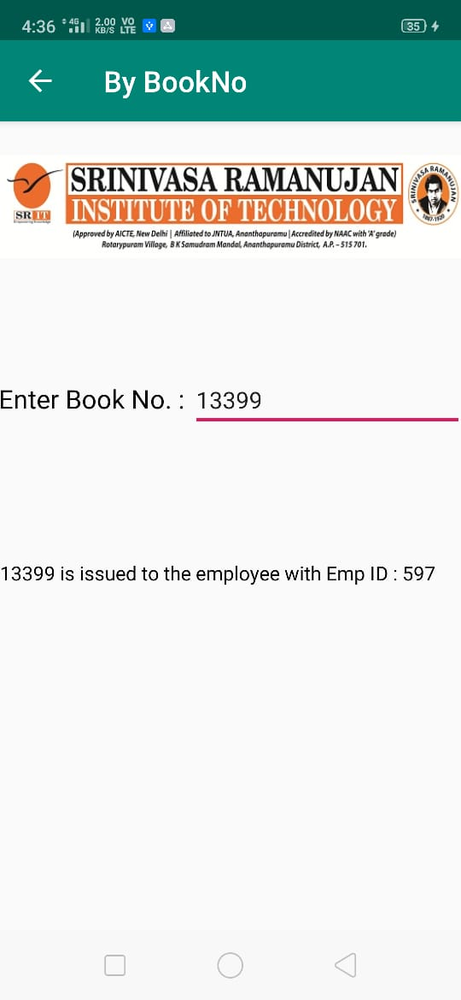 4:36 4G 2.00 KB/S VO LTE 35
By BookNo
SRINIVASA RAMANUJAN
INSTITUTE OF TECHNOLOGY
(Approved by AICTE, New Delhi | Affiliated to JNTUA, Ananthapuramu | Accredited by NAAC with 'A' grade)
Rotarypuram Village, B K Samudram Mandal, Ananthapuramu District, A.P. – 515 701.
SRIT
SRINIVASA RAMANUJAN
1887-1920
Enter Book No. : 13399
13399 is issued to the employee with Emp ID : 597